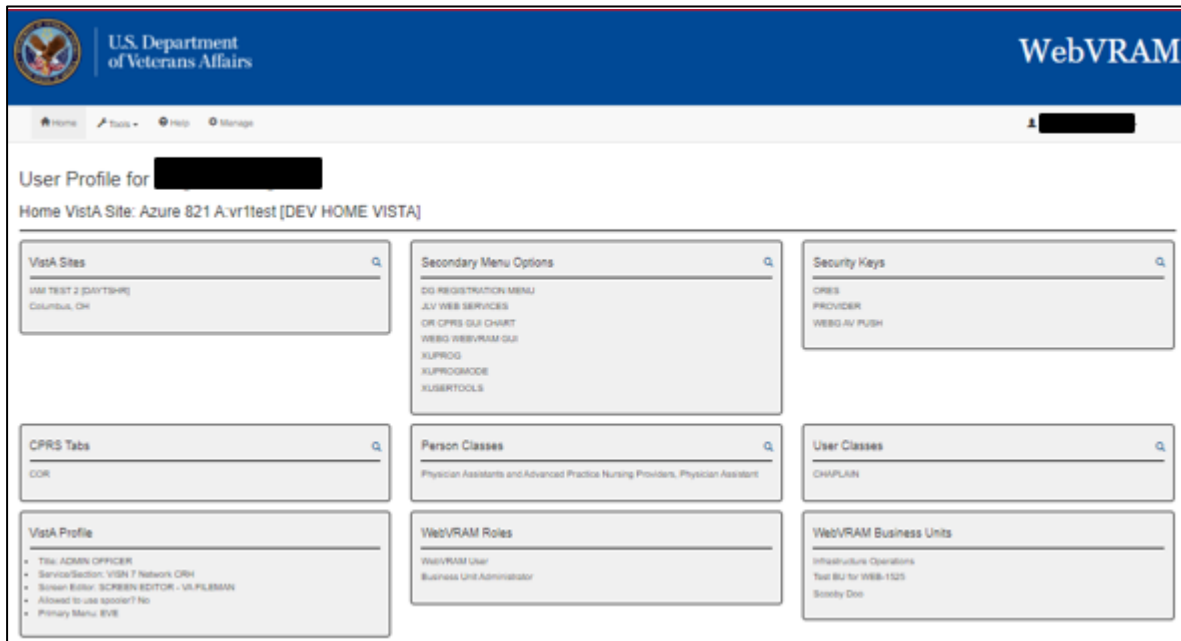 U.S. Department
of Veterans Affairs
WebVRAM
Home Tools Help Manage
User Profile for
Home VistA Site: Azure 821 A:vr1test [DEV HOME VISTA]
VistA Sites
IAM TEST 2 [DAYTSHR]
Columbus, OH
Secondary Menu Options
DG REGISTRATION MENU
JLV WEB SERVICES
OR CPRS GUI CHART
WEBG WEBVRAM GUI
XUPROG
XUPROGMODE
XUSERTOOLS
Security Keys
ORES
PROVIDER
WEBG AV PUSH
CPRS Tabs
COR
Person Classes
Physician Assistants and Advanced Practice Nursing Providers, Physician Assistant
User Classes
CHAPLAIN
VistA Profile
Title: ADMIN OFFICER
Service/Section: VISN 7 Network CRH
Screen Editor: SCREEN EDITOR - VA FILEMAN
Allowed to use spooler? No
Primary Menu: EVE
WebVRAM Roles
WebVRAM User
Business Unit Administrator
WebVRAM Business Units
Infrastructure Operations
Test BU for WEB-1525
Scooby Doo